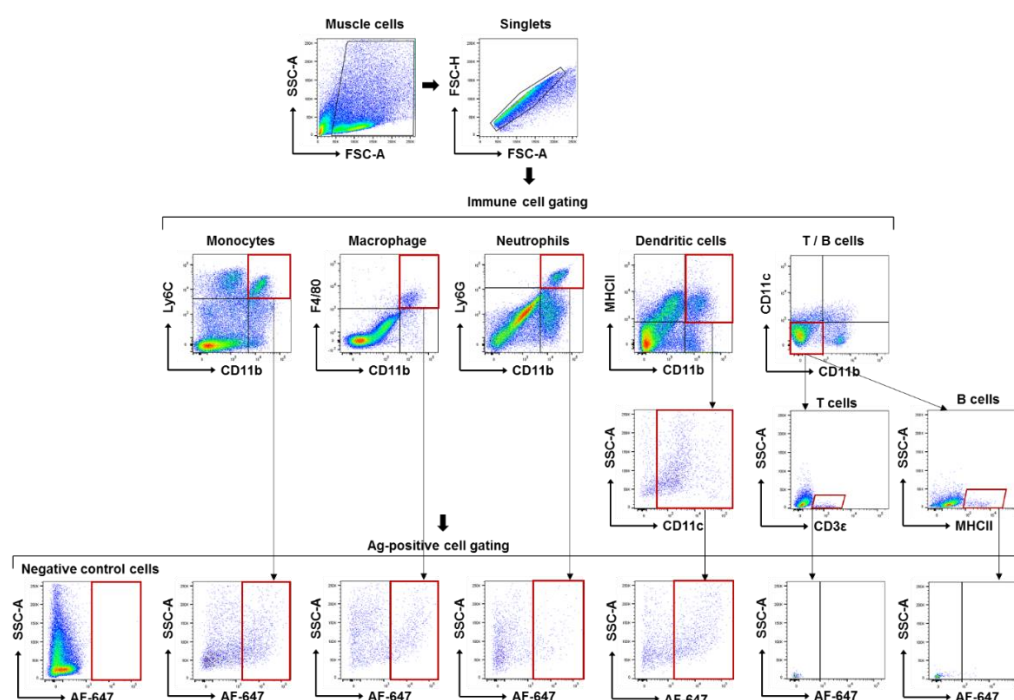 Muscle cells
Singlets
SSC-A
FSC-A
FSC-H
FSC-A
Immune cell gating
Monocytes
Macrophage
Neutrophils
Dendritic cells
T / B cells
Ly6C
CD11b
F4/80
CD11b
Ly6G
CD11b
MHCII
CD11b
CD11c
CD11b
T cells
B cells
SSC-A
CD11c
SSC-A
CD3ε
SSC-A
MHCII
Ag-positive cell gating
Negative control cells
SSC-A
AF-647
SSC-A
AF-647
SSC-A
AF-647
SSC-A
AF-647
SSC-A
AF-647
SSC-A
AF-647
SSC-A
AF-647